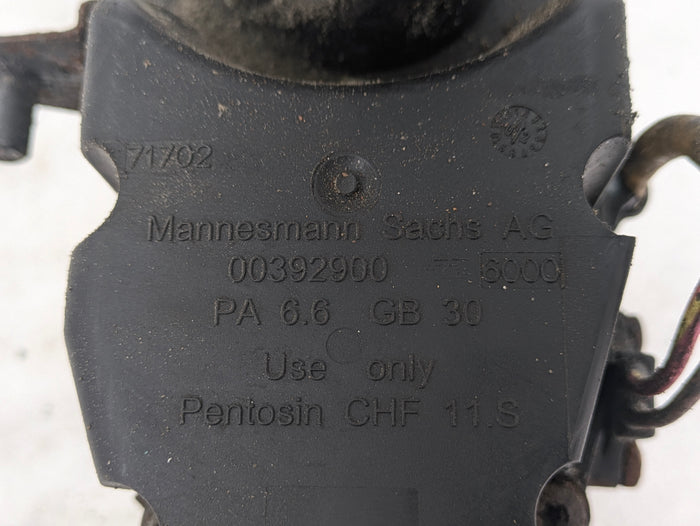 71702
Mannesmann Sachs AG
00392900 6000
PA 6.6 GB 30
Use only
Pentosin CHF 11.S